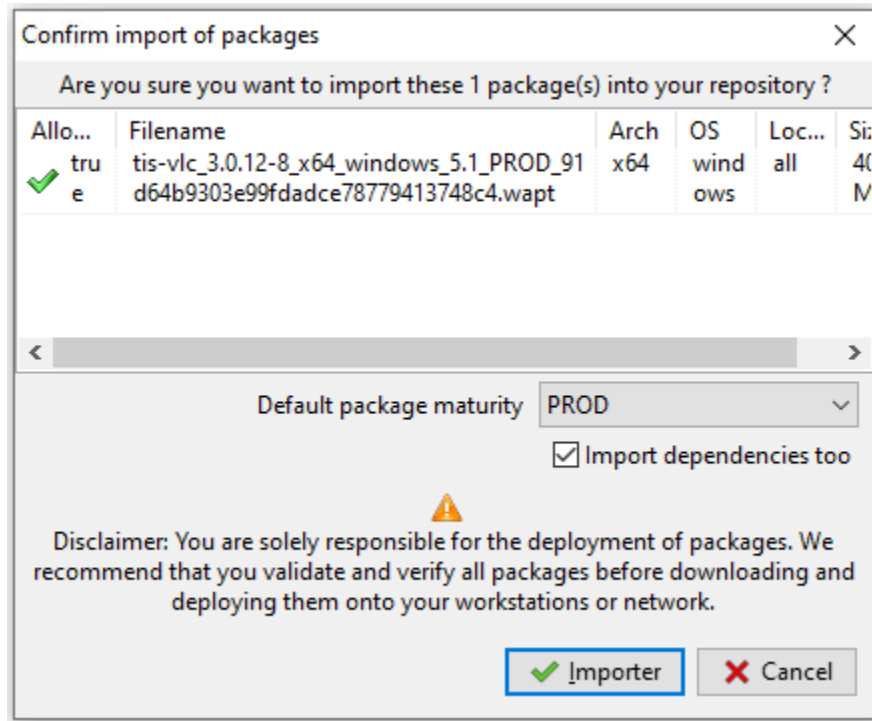 Confirm import of packages
Are you sure you want to import these 1 package(s) into your repository ?
Allo... Filename Arch OS Loc... Siz
tru tis-vlc_3.0.12-8_x64_windows_5.1_PROD_91 x64 wind all 40
e d64b9303e99fdadce78779413748c4.wapt ows M
Default package maturity PROD
Import dependencies too
Disclaimer: You are solely responsible for the deployment of packages. We
recommend that you validate and verify all packages before downloading and
deploying them onto your workstations or network.
Importer Cancel